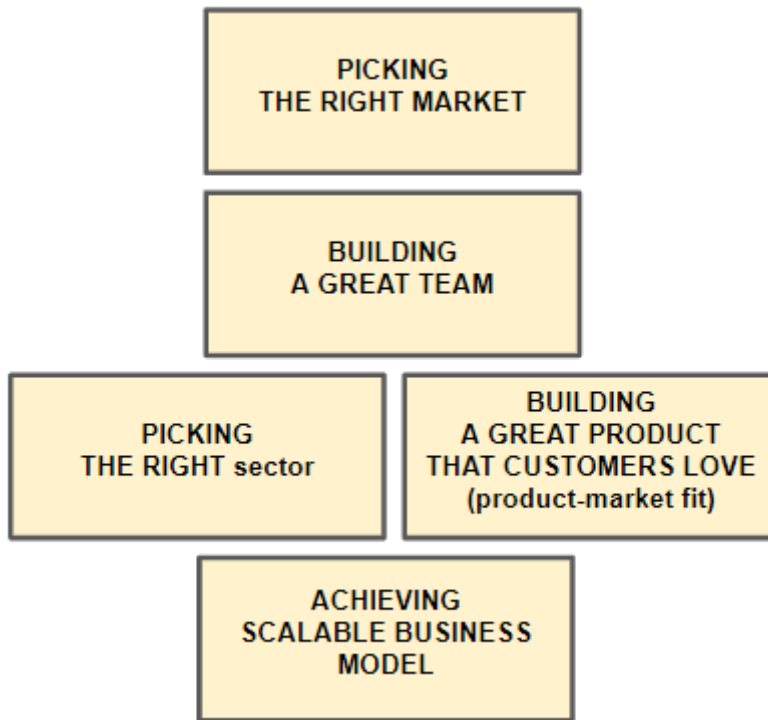 PICKING
THE RIGHT MARKET
BUILDING
A GREAT TEAM
PICKING
THE RIGHT sector
BUILDING
A GREAT PRODUCT
THAT CUSTOMERS LOVE
(product-market fit)
ACHIEVING
SCALABLE BUSINESS
MODEL